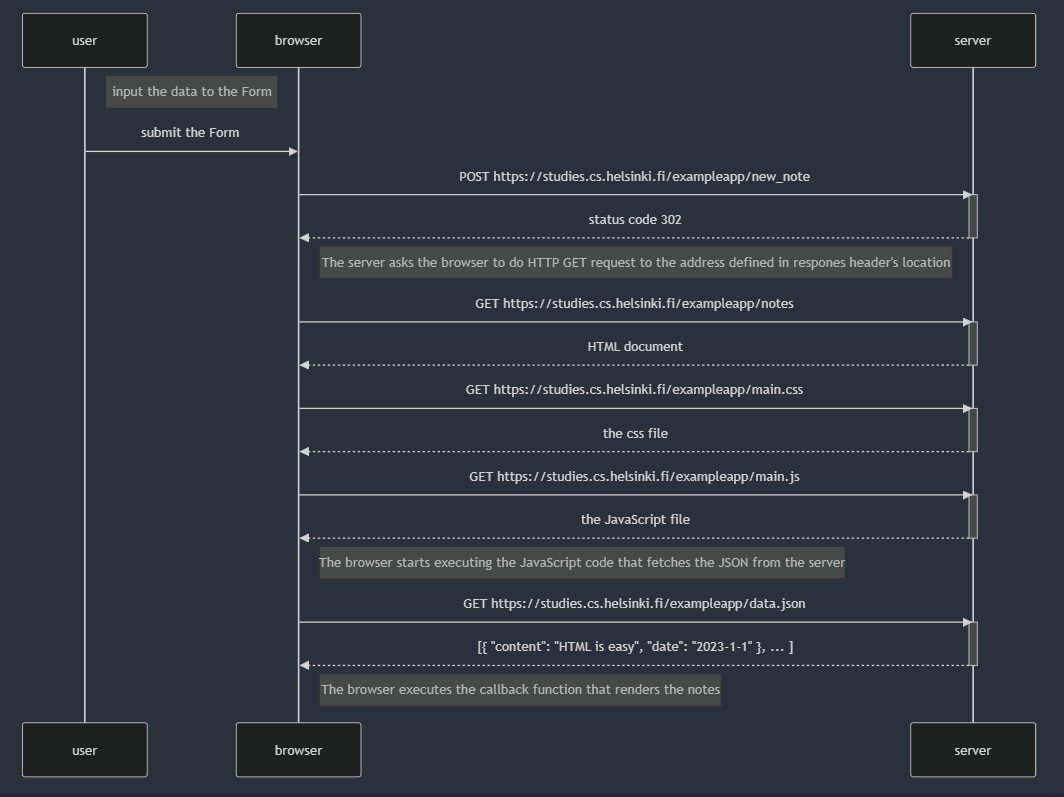 user
browser
server
input the data to the Form
submit the Form
POST https://studies.cs.helsinki.fi/exampleapp/new_note
status code 302
The server asks the browser to do HTTP GET request to the address defined in respones header's location
GET https://studies.cs.helsinki.fi/exampleapp/notes
HTML document
GET https://studies.cs.helsinki.fi/exampleapp/main.css
the css file
GET https://studies.cs.helsinki.fi/exampleapp/main.js
the JavaScript file
The browser starts executing the JavaScript code that fetches the JSON from the server
GET https://studies.cs.helsinki.fi/exampleapp/data.json
[{ "content": "HTML is easy", "date": "2023-1-1" }, ... ]
The browser executes the callback function that renders the notes
user
browser
server